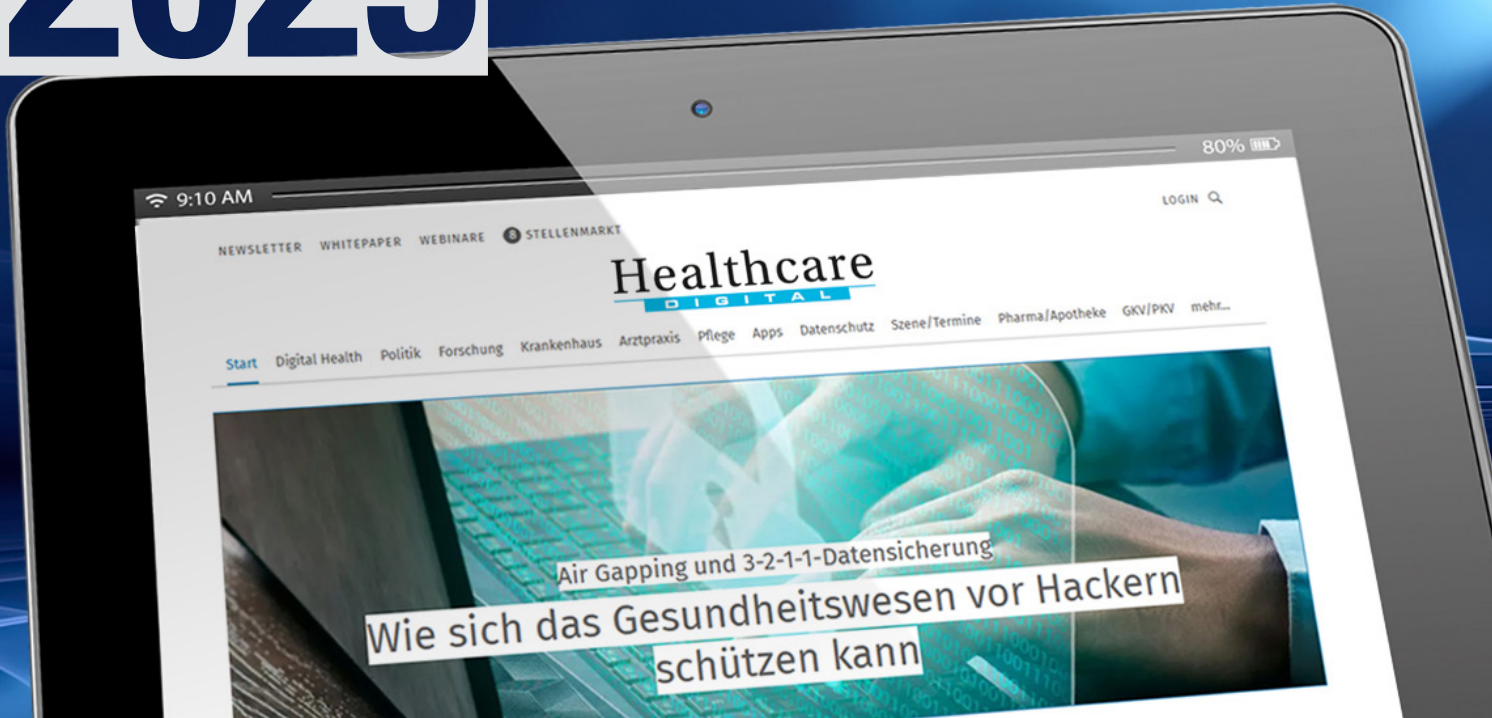 2025
80%
9:10 AM
LOGIN
NEWSLETTER WHITEPAPER WEBINARE 8 STELLENMARKT
Healthcare
DIGITAL
Start Digital Health Politik Forschung Krankenhaus Arztpraxis Pflege Apps Datenschutz Szene/Termine Pharma/Apotheke GKV/PKV mehr...
Air Gapping und 3-2-1-1-Datensicherung
Wie sich das Gesundheitswesen vor Hackern
schützen kann